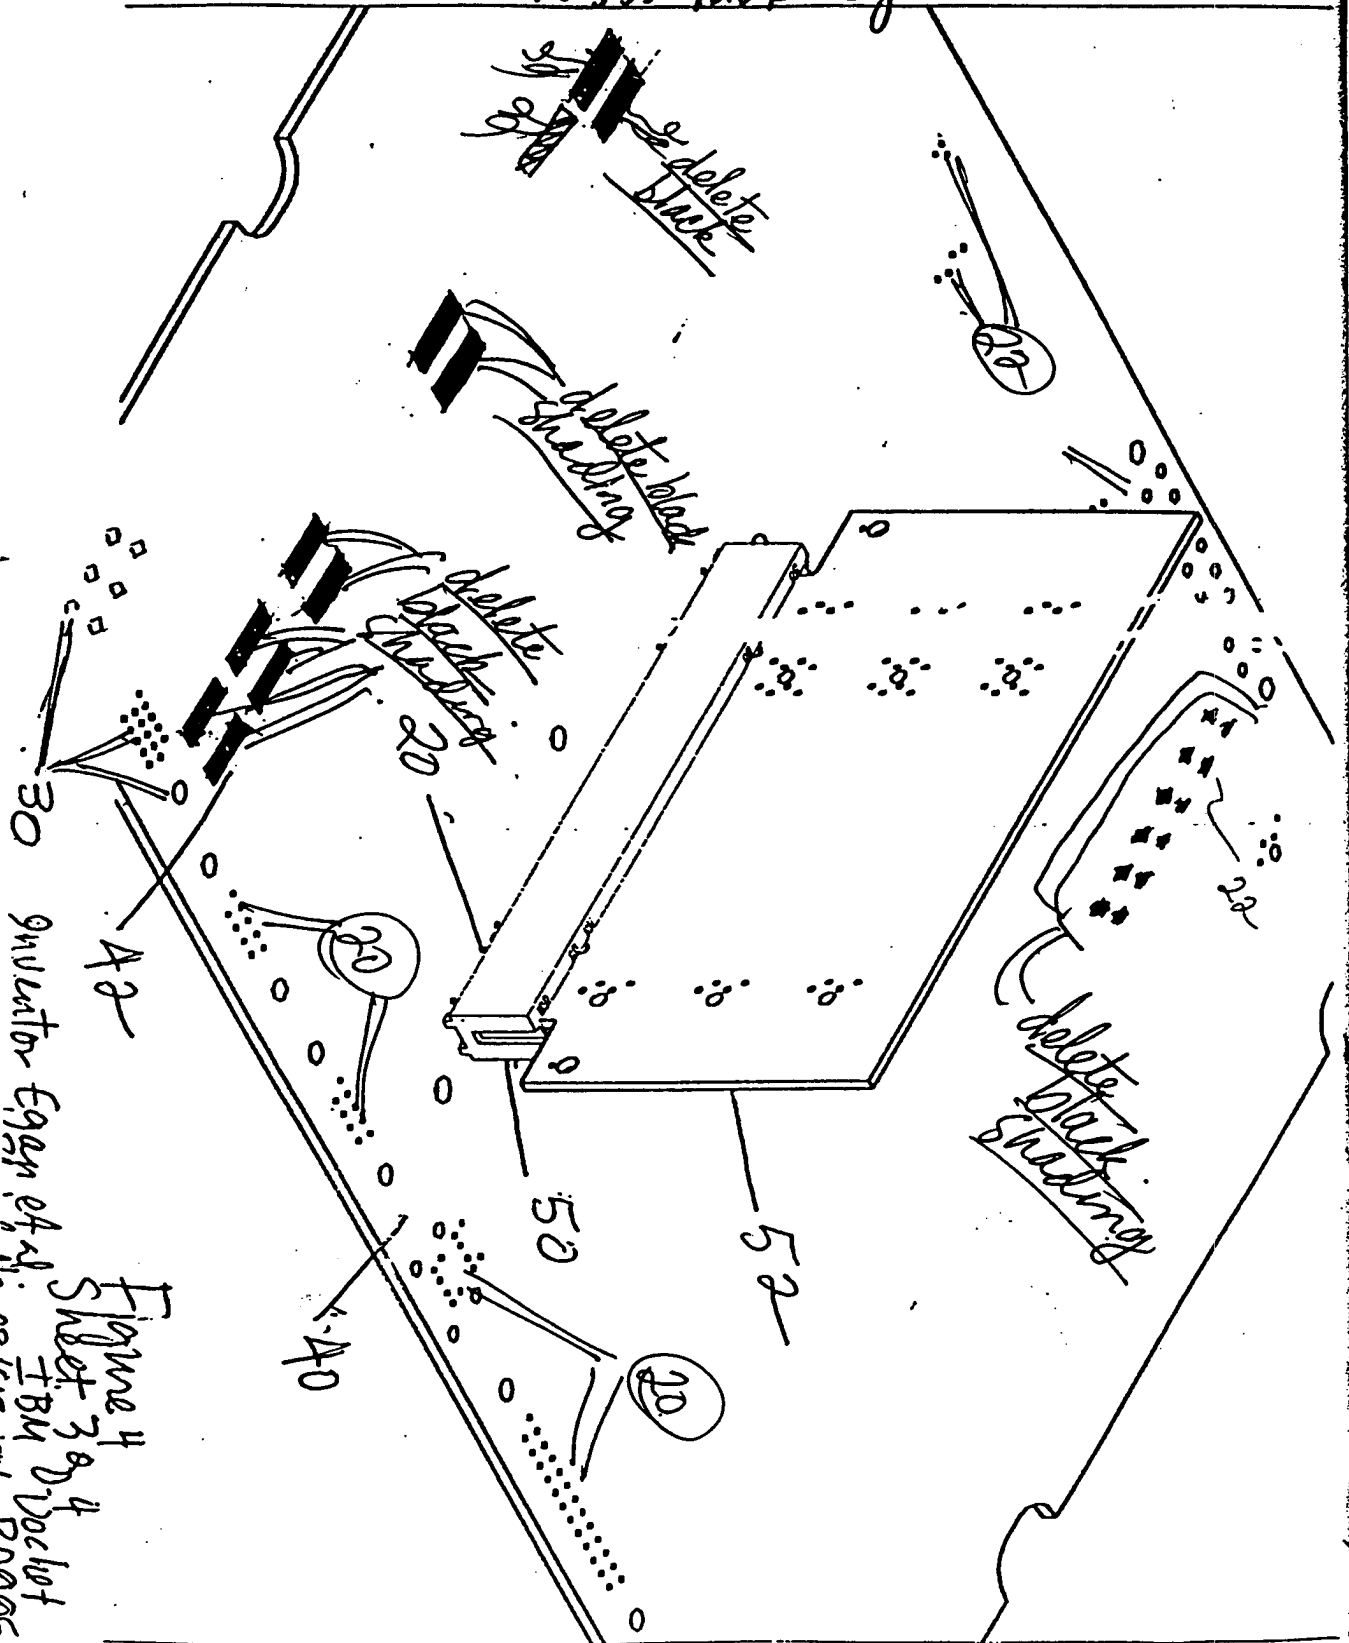 delete
black
22
delete black
shading
delete
black
shading
22
delete
black
shading
20
30
42
20
50
52
40
20
Figure 4
Sheet 3 of 4
Inventor Egan et al. IBM Docket